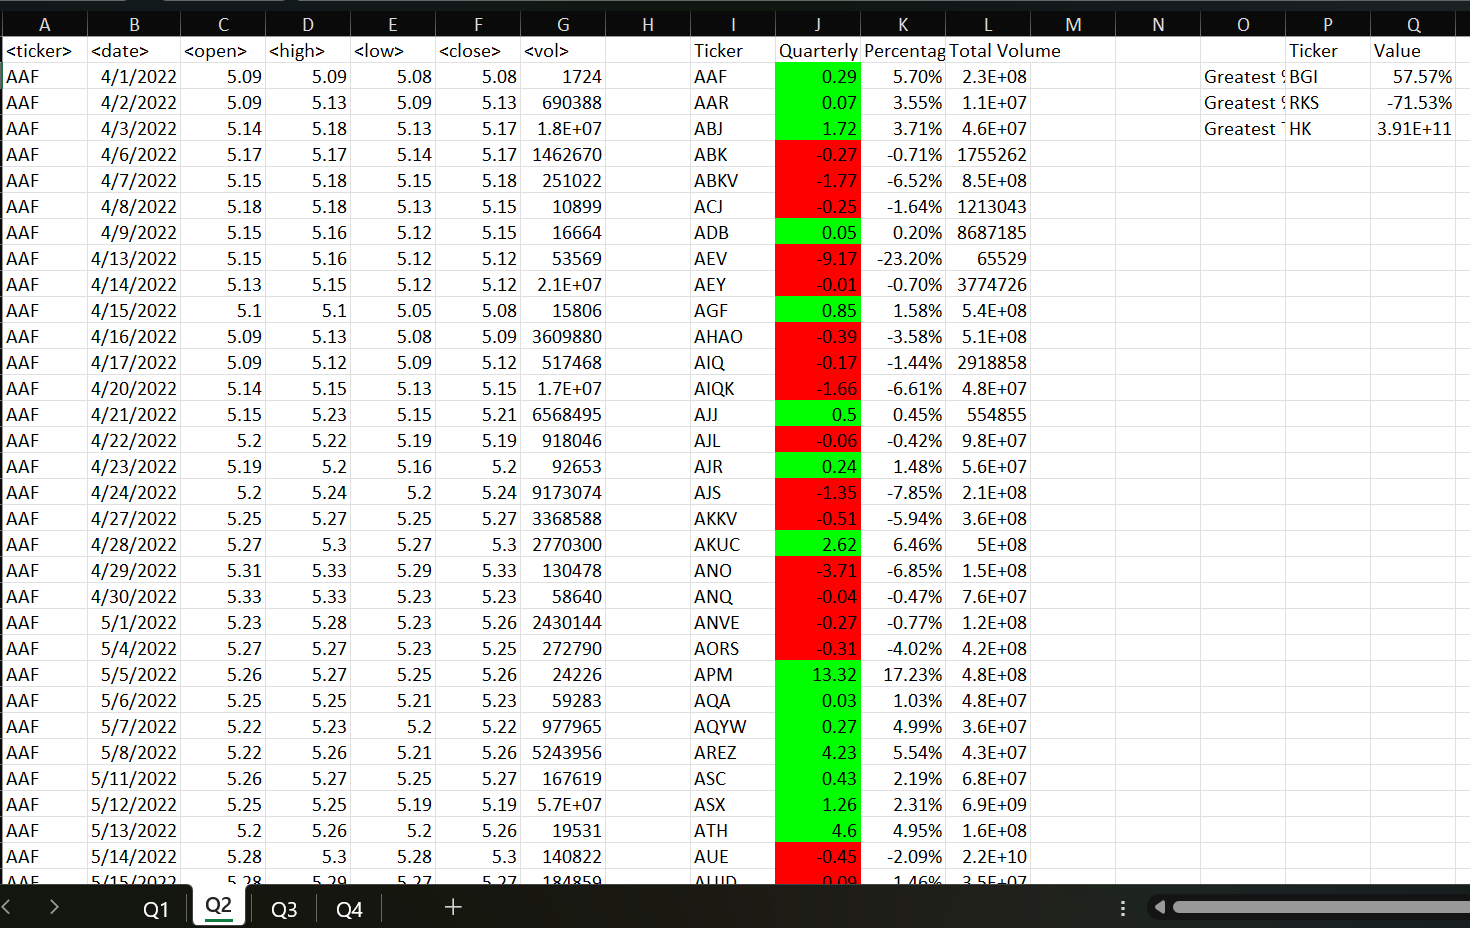 A B C D E F G H I J K L M N O P Q
<ticker> <date> <open> <high> <low> <close> <vol> Ticker Quarterly Percentag Total Volume Ticker Value
AAF 4/1/2022 5.09 5.09 5.08 5.08 1724 AAF 0.29 5.70% 2.3E+08 Greatest BGI 57.57%
AAF 4/2/2022 5.09 5.13 5.09 5.13 690388 AAR 0.07 3.55% 1.1E+07 Greatest RKS -71.53%
AAF 4/3/2022 5.14 5.18 5.13 5.17 1.8E+07 ABJ 1.72 3.71% 4.6E+07 Greatest HK 3.91E+11
AAF 4/6/2022 5.17 5.17 5.14 5.17 1462670 ABK -0.27 -0.71% 1755262
AAF 4/7/2022 5.15 5.18 5.15 5.18 251022 ABKV -1.77 -6.52% 8.5E+08
AAF 4/8/2022 5.18 5.18 5.13 5.15 10899 ACJ -0.25 -1.64% 1213043
AAF 4/9/2022 5.15 5.16 5.12 5.15 16664 ADB 0.05 0.20% 8687185
AAF 4/13/2022 5.15 5.16 5.12 5.12 53569 AEV -9.17 -23.20% 65529
AAF 4/14/2022 5.13 5.15 5.12 5.12 2.1E+07 AEY -0.01 -0.70% 3774726
AAF 4/15/2022 5.1 5.1 5.05 5.08 15806 AGF 0.85 1.58% 5.4E+08
AAF 4/16/2022 5.09 5.13 5.08 5.09 3609880 AHAO -0.39 -3.58% 5.1E+08
AAF 4/17/2022 5.09 5.12 5.09 5.12 517468 AIQ -0.17 -1.44% 2918858
AAF 4/20/2022 5.14 5.15 5.13 5.15 1.7E+07 AIQK -1.66 -6.61% 4.8E+07
AAF 4/21/2022 5.15 5.23 5.15 5.21 6568495 AJJ 0.5 0.45% 554855
AAF 4/22/2022 5.2 5.22 5.19 5.19 918046 AJL -0.06 -0.42% 9.8E+07
AAF 4/23/2022 5.19 5.2 5.16 5.2 92653 AJR 0.24 1.48% 5.6E+07
AAF 4/24/2022 5.2 5.24 5.2 5.24 9173074 AJS -1.35 -7.85% 2.1E+08
AAF 4/27/2022 5.25 5.27 5.25 5.27 3368588 AKKV -0.51 -5.94% 3.6E+08
AAF 4/28/2022 5.27 5.3 5.27 5.3 2770300 AKUC 2.62 6.46% 5E+08
AAF 4/29/2022 5.31 5.33 5.29 5.33 130478 ANO -3.71 -6.85% 1.5E+08
AAF 4/30/2022 5.33 5.33 5.23 5.23 58640 ANQ -0.04 -0.47% 7.6E+07
AAF 5/1/2022 5.23 5.28 5.23 5.26 2430144 ANVE -0.27 -0.77% 1.2E+08
AAF 5/4/2022 5.27 5.27 5.23 5.25 272790 AORS -0.31 -4.02% 4.2E+08
AAF 5/5/2022 5.26 5.27 5.25 5.26 24226 APM 13.32 17.23% 4.8E+08
AAF 5/6/2022 5.25 5.25 5.21 5.23 59283 AQA 0.03 1.03% 4.8E+07
AAF 5/7/2022 5.22 5.23 5.2 5.22 977965 AQYW 0.27 4.99% 3.6E+07
AAF 5/8/2022 5.22 5.26 5.21 5.26 5243956 AREZ 4.23 5.54% 4.3E+07
AAF 5/11/2022 5.26 5.27 5.25 5.27 167619 ASC 0.43 2.19% 6.8E+07
AAF 5/12/2022 5.25 5.25 5.19 5.19 5.7E+07 ASX 1.26 2.31% 6.9E+09
AAF 5/13/2022 5.2 5.26 5.2 5.26 19531 ATH 4.6 4.95% 1.6E+08
AAF 5/14/2022 5.28 5.3 5.28 5.3 140822 AUE -0.45 -2.09% 2.2E+10
AAF 5/15/2022 5.28 5.29 5.27 5.27 184859 0.09 1.46% 3.5E+07
Q1 Q2 Q3 Q4 +